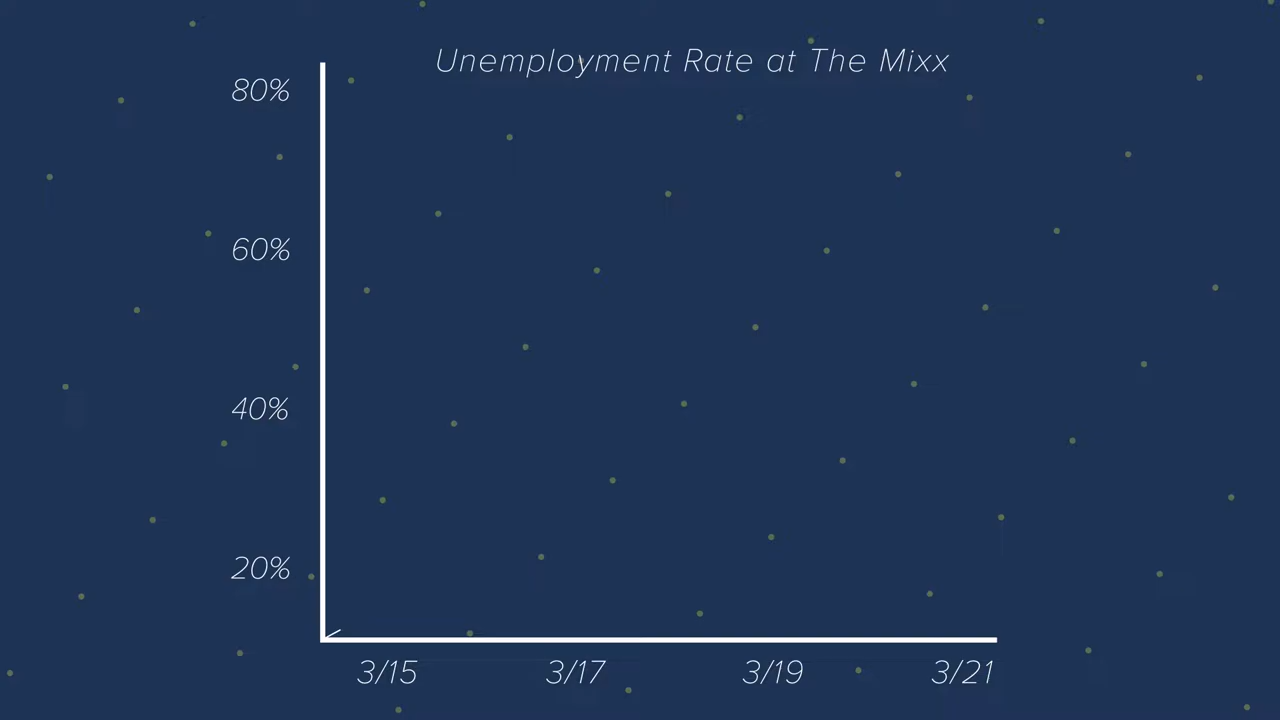 Unemployment Rate at The Mixx
80%
60%
40%
20%
3/15 3/17 3/19 3/21